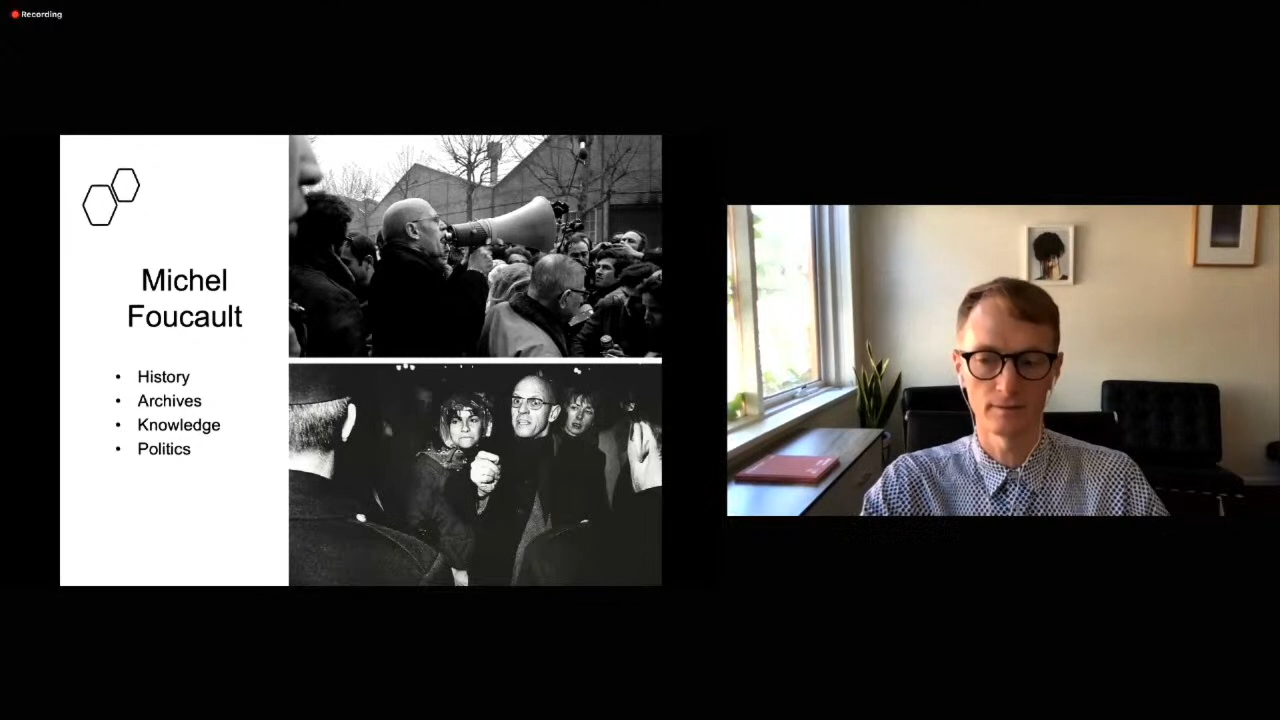 Recording
Michel
Foucault
• History
• Archives
• Knowledge
• Politics